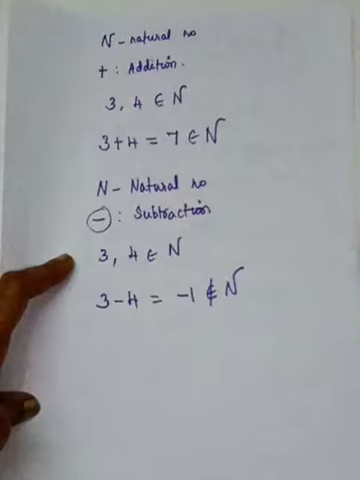 N - natural no
+ : Addition.
3, 4 ∈ N
3 + 4 = 7 ∈ N
N - Natural no
- : Subtraction
3, 4 ∈ N
3 - 4 = -1 ∉ N